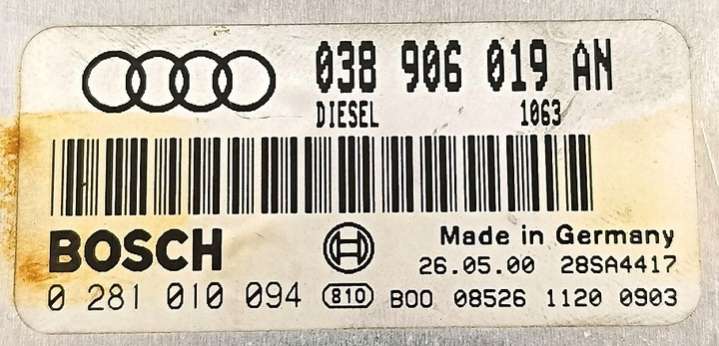 038 906 019 AN
DIESEL 1063
BOSCH
Made in Germany
26.05.00 28SA4417
0 281 010 094 810 B00 08526 1120 0903